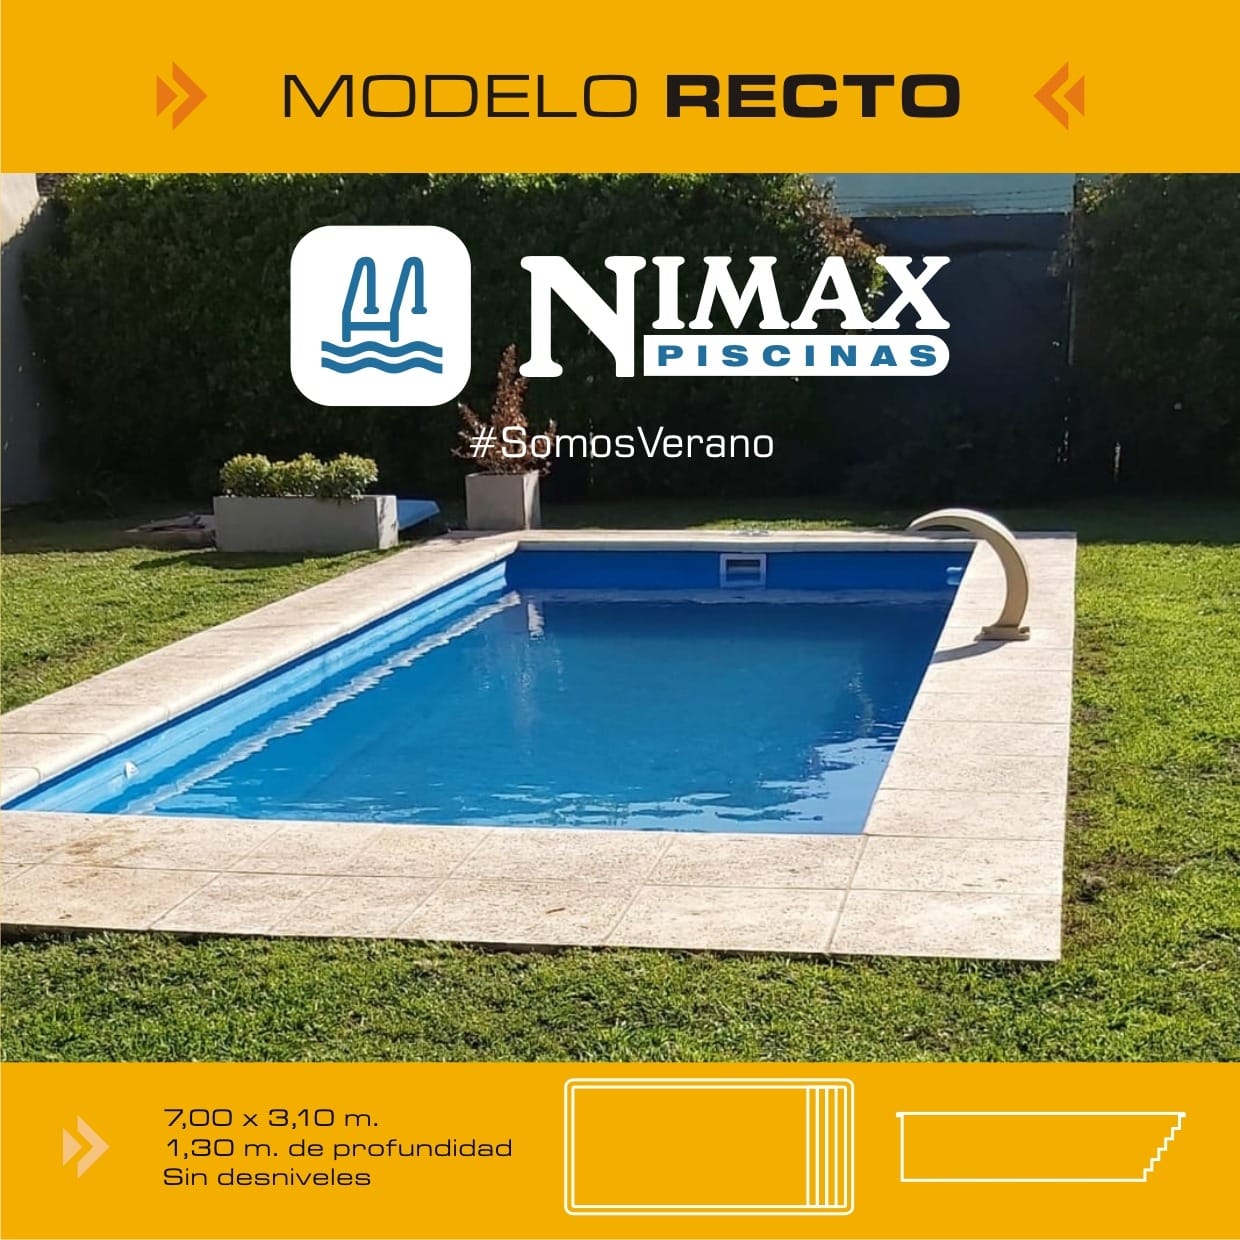 MODELO RECTO
NIMAX
PISCINAS
#SomosVerano
7,00 x 3,10 m.
1,30 m. de profundidad
Sin desniveles